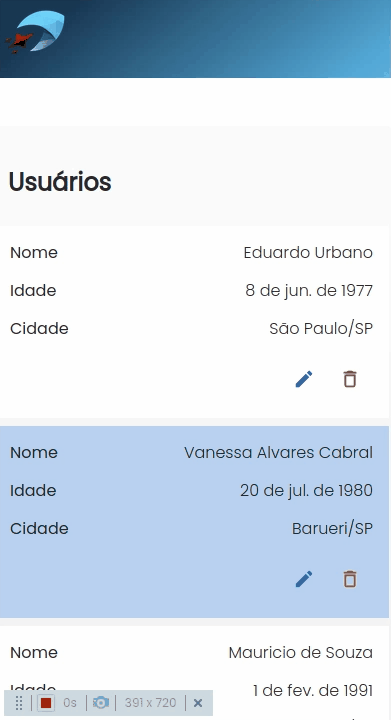 Usuários
Nome Eduardo Urbano
Idade 8 de jun. de 1977
Cidade São Paulo/SP
Nome Vanessa Alvares Cabral
Idade 20 de jul. de 1980
Cidade Barueri/SP
Nome Mauricio de Souza
Idade 1 de fev. de 1991
0s 391 x 720